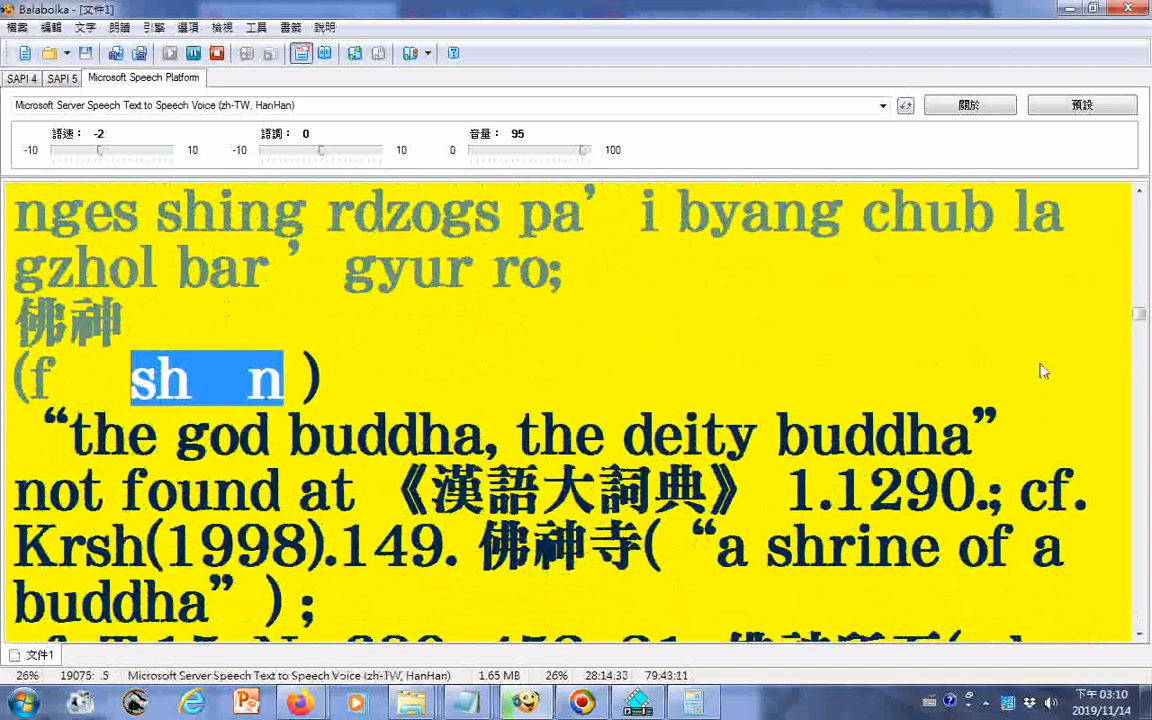 Balabolka - [文件1]
檔案 編輯 文字 朗讀 引擎 選項 檢視 工具 書籤 說明
SAPI 4 SAPI 5 Microsoft Speech Platform
Microsoft Server Speech Text to Speech Voice (zh-TW, HanHan) 關於 預設
語速： -2 語調： 0 音量： 95
-10 10 -10 10 0 100
nges shing rdzogs pa’ i byang chub la
gzhol bar ’ gyur ro;
佛神
(f sh n )
“the god buddha, the deity buddha”
not found at 《漢語大詞典》 1.1290.; cf.
Krsh(1998).149. 佛神寺( “a shrine of a
buddha” ) ;
文件1
26% 19075: .5 Microsoft Server Speech Text to Speech Voice (zh-TW, HanHan) 1.65 MB 26% 28:14.33 79:43:11
下午 03:10
2019/11/14